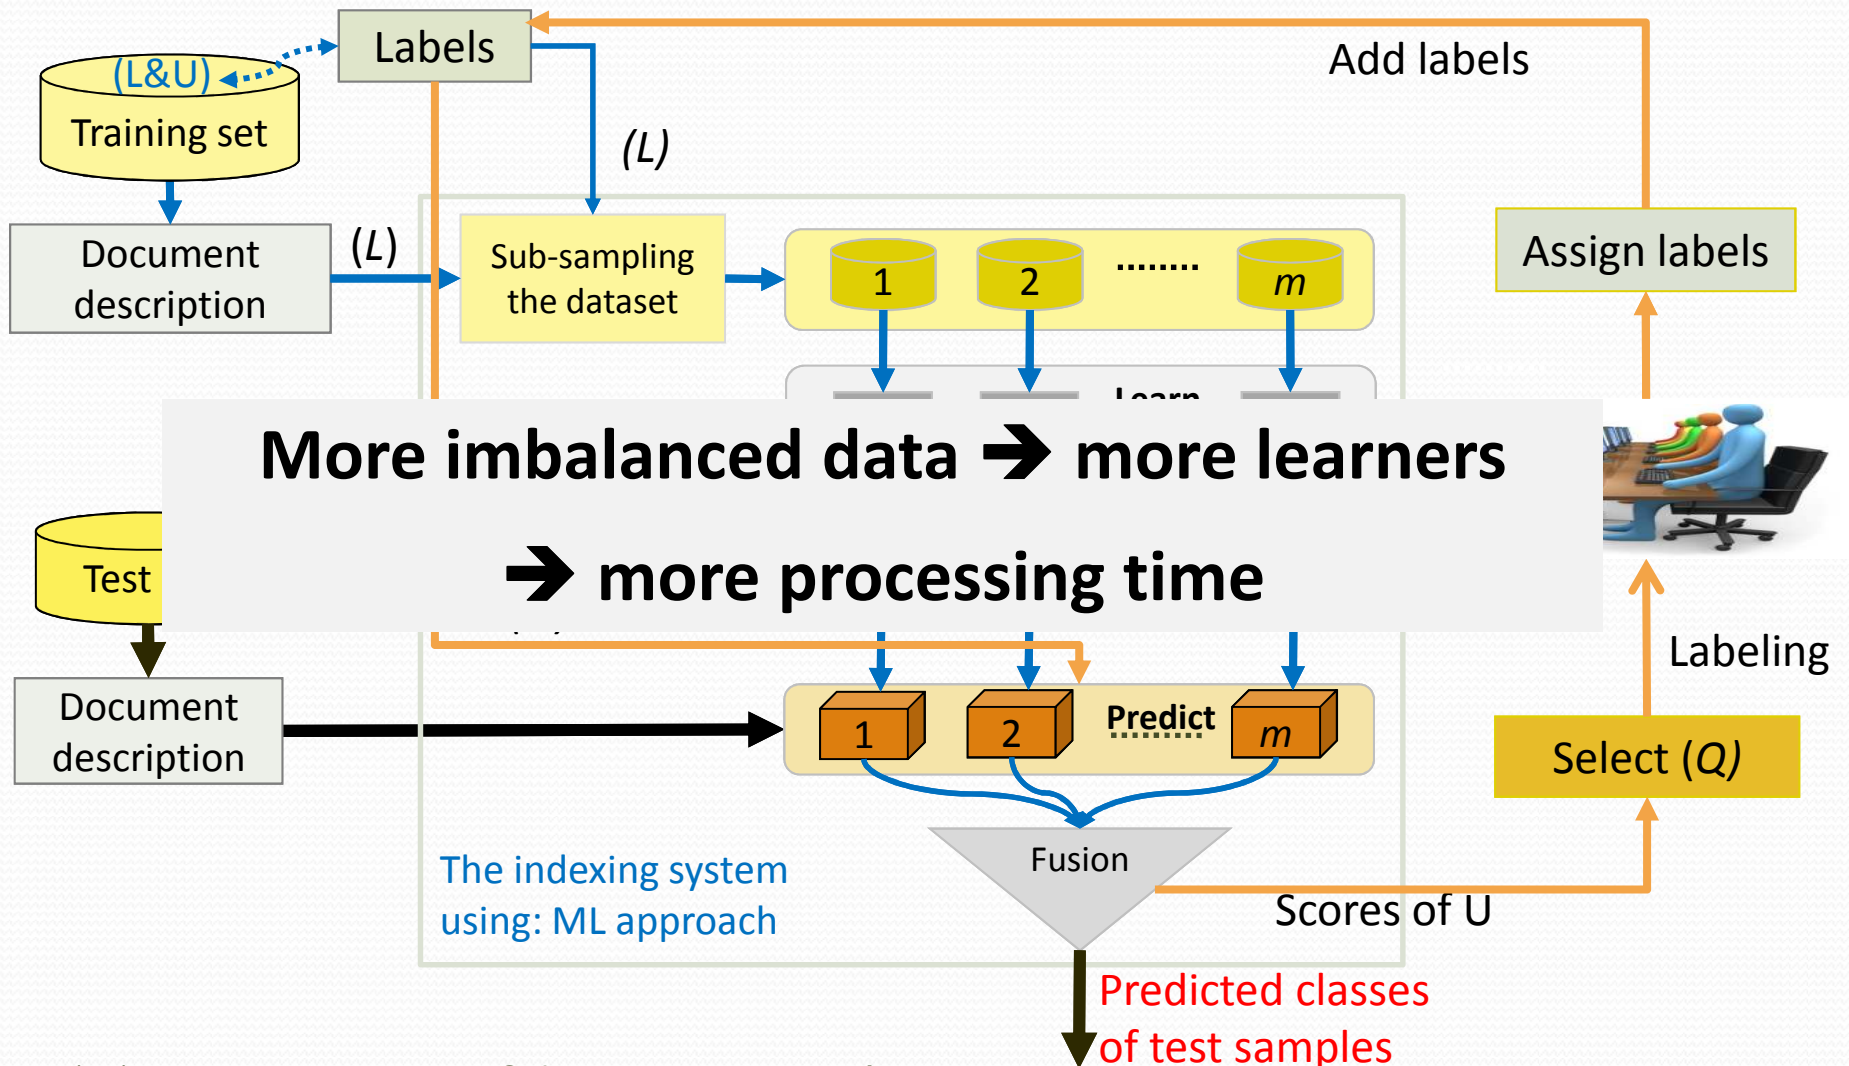 Labels
Add labels
(L&U)
Training set
(L)
Document
description
(L)
Sub-sampling
the dataset
1
2
........
m
Assign labels
Learn
More imbalanced data ➔ more learners
➔ more processing time
Test
Labeling
Document
description
1
2
Predict
m
Select (Q)
Fusion
The indexing system
using: ML approach
Scores of U
Predicted classes
of test samples